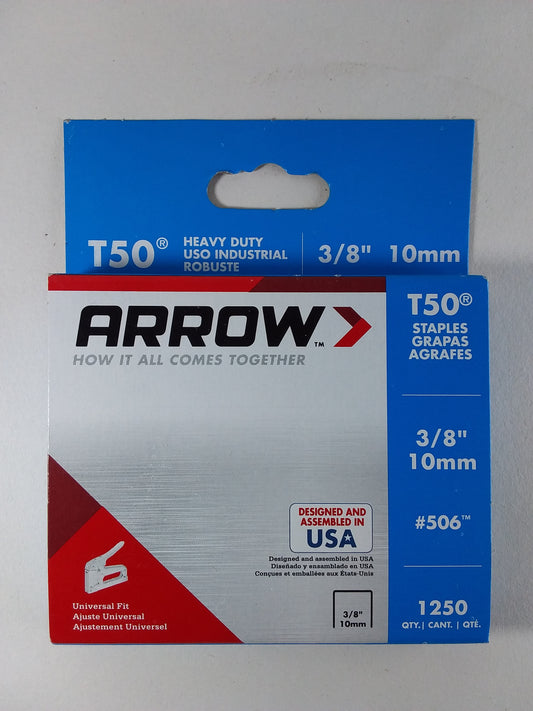 T50®
HEAVY DUTY
USO INDUSTRIAL
ROBUSTE
3/8" 10mm
ARROW™
HOW IT ALL COMES TOGETHER
T50®
STAPLES
GRAPAS
AGRAFES
3/8"
10mm
#506™
1250
QTY. | CANT. | QTÉ.
DESIGNED AND
ASSEMBLED IN
USA
Designed and assembled in USA
Diseñado y ensamblado en USA
Conçues et emballées aux États-Unis
3/8"
10mm
Universal Fit
Ajuste Universal
Ajustement Universel